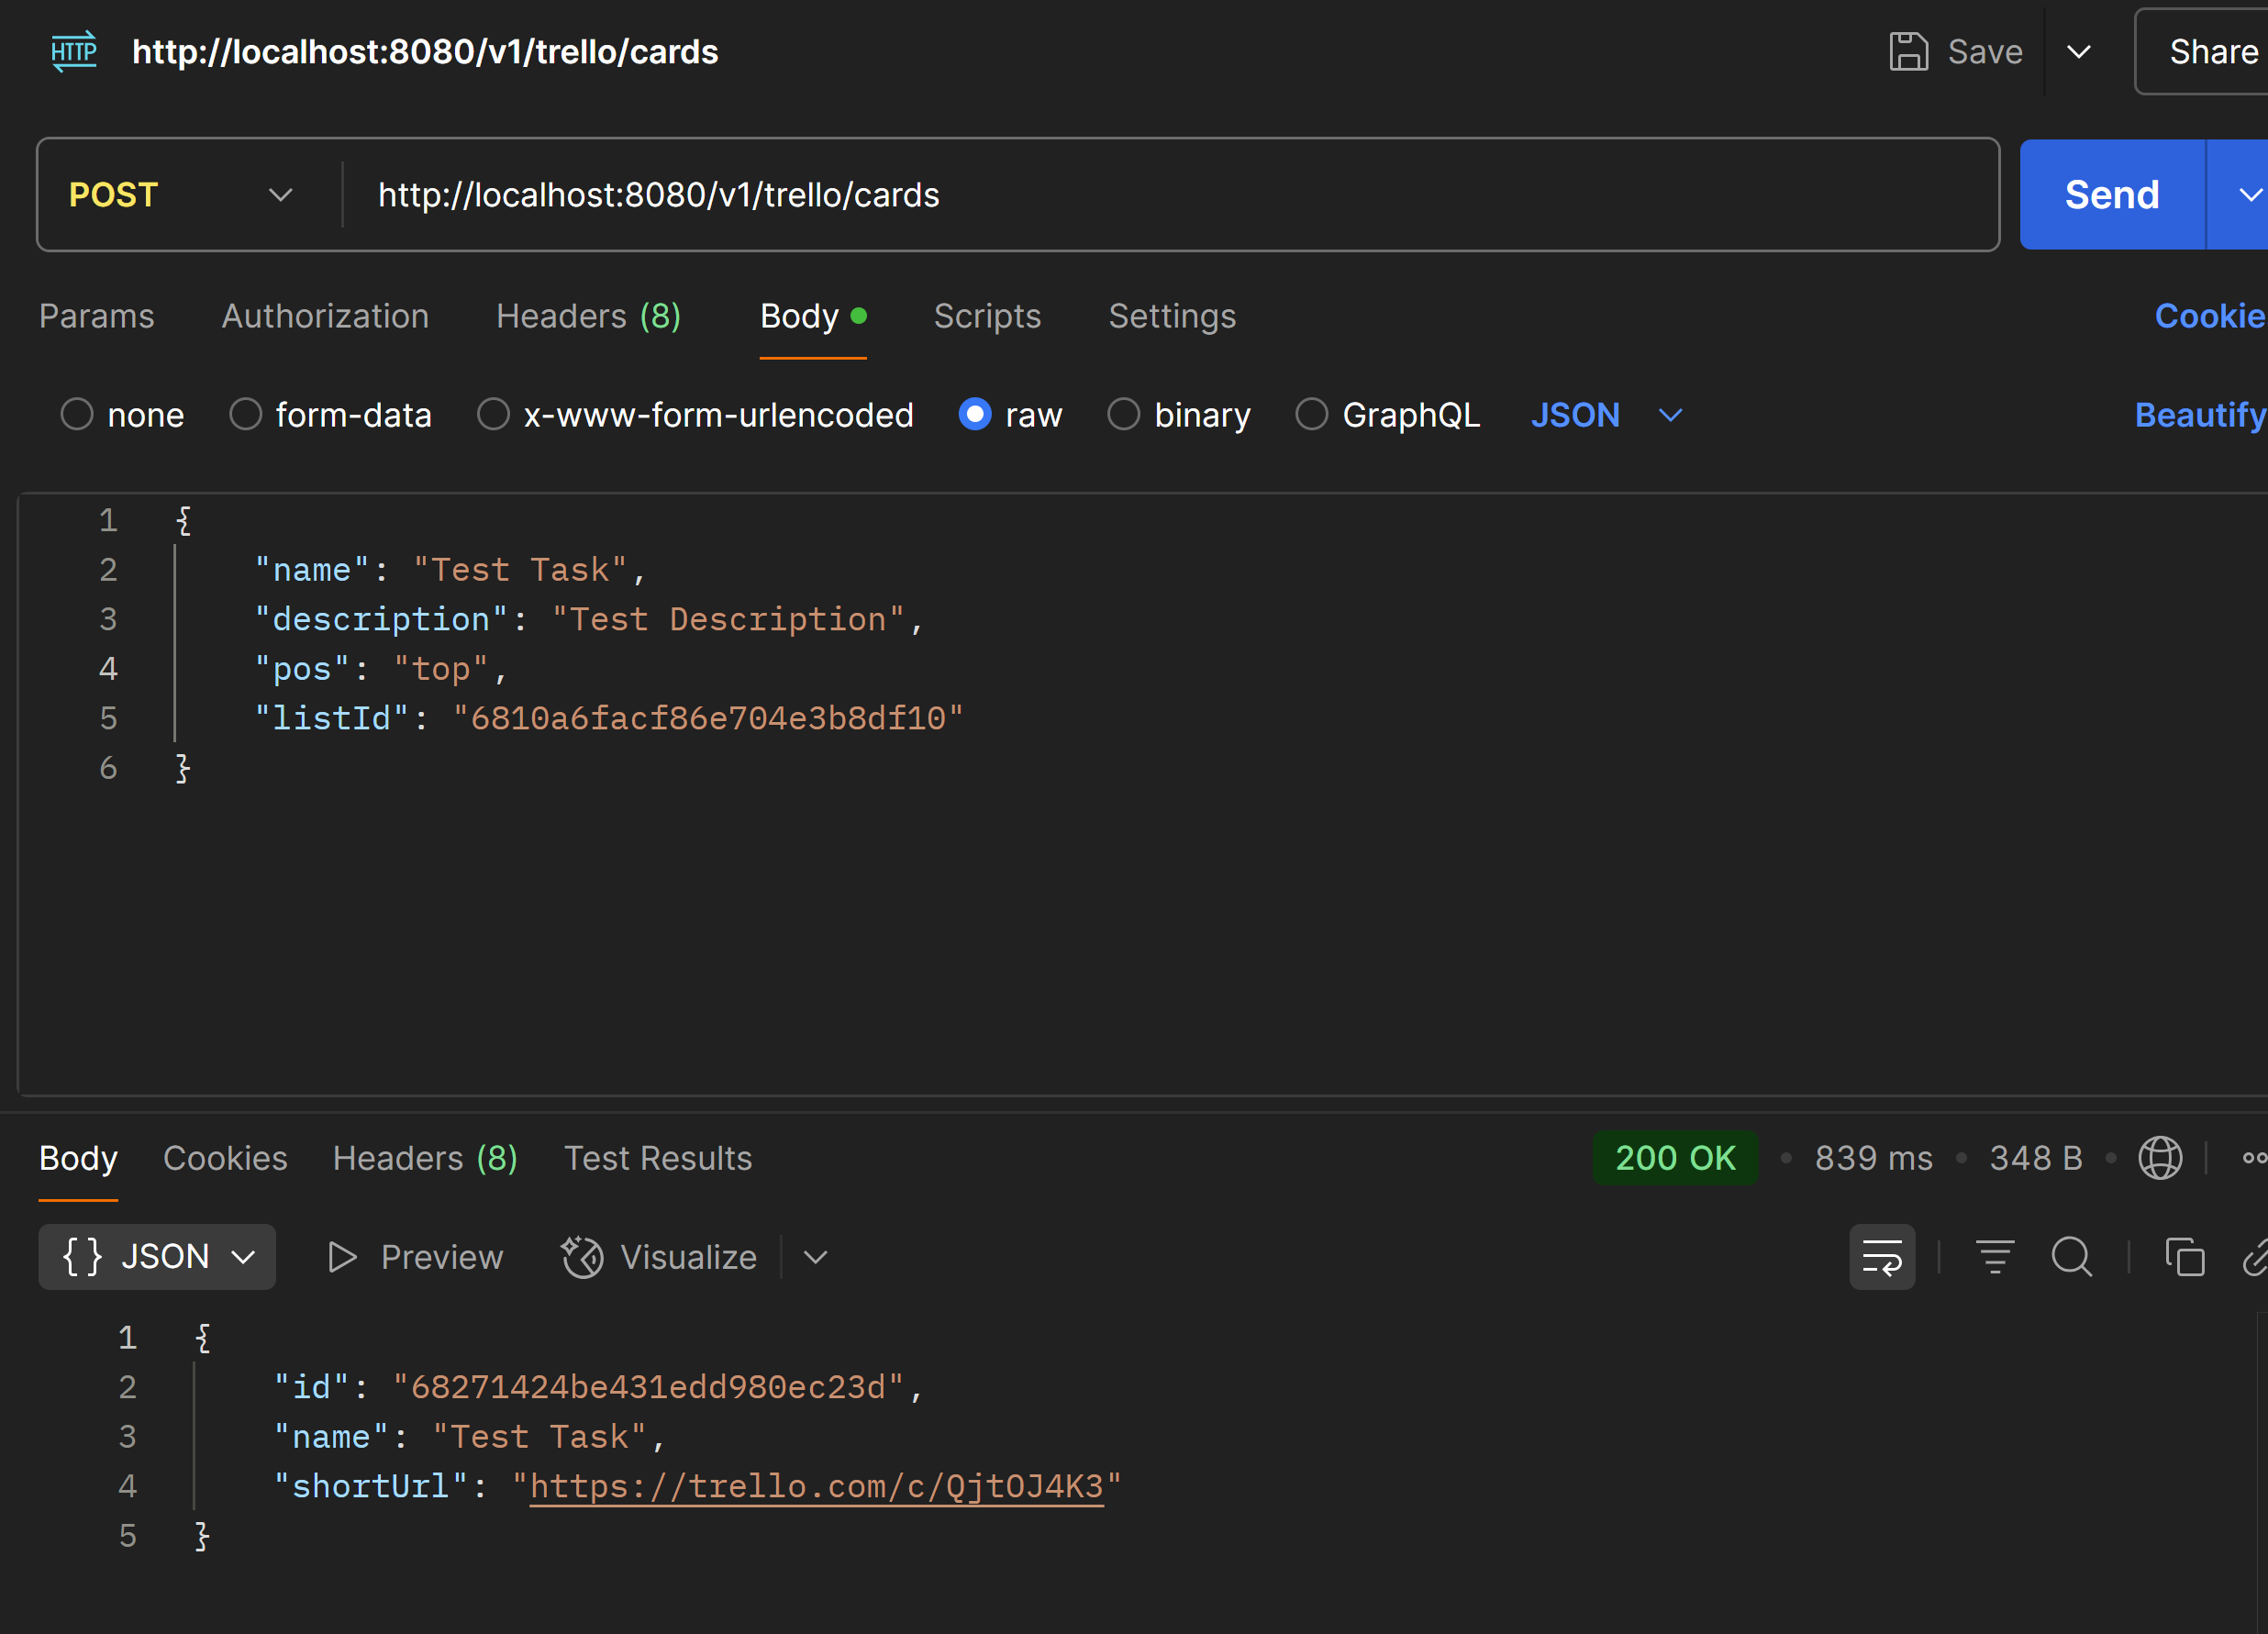 HTTP http://localhost:8080/v1/trello/cards Save Share
POST http://localhost:8080/v1/trello/cards Send
Params Authorization Headers (8) Body Scripts Settings Cookie
none form-data x-www-form-urlencoded raw binary GraphQL JSON Beautify
1 {
2 "name": "Test Task",
3 "description": "Test Description",
4 "pos": "top",
5 "listId": "6810a6facf86e704e3b8df10"
6 }
Body Cookies Headers (8) Test Results 200 OK • 839 ms • 348 B •
{} JSON Preview Visualize
1 {
2 "id": "68271424be431edd980ec23d",
3 "name": "Test Task",
4 "shortUrl": "https://trello.com/c/QjtOJ4K3"
5 }